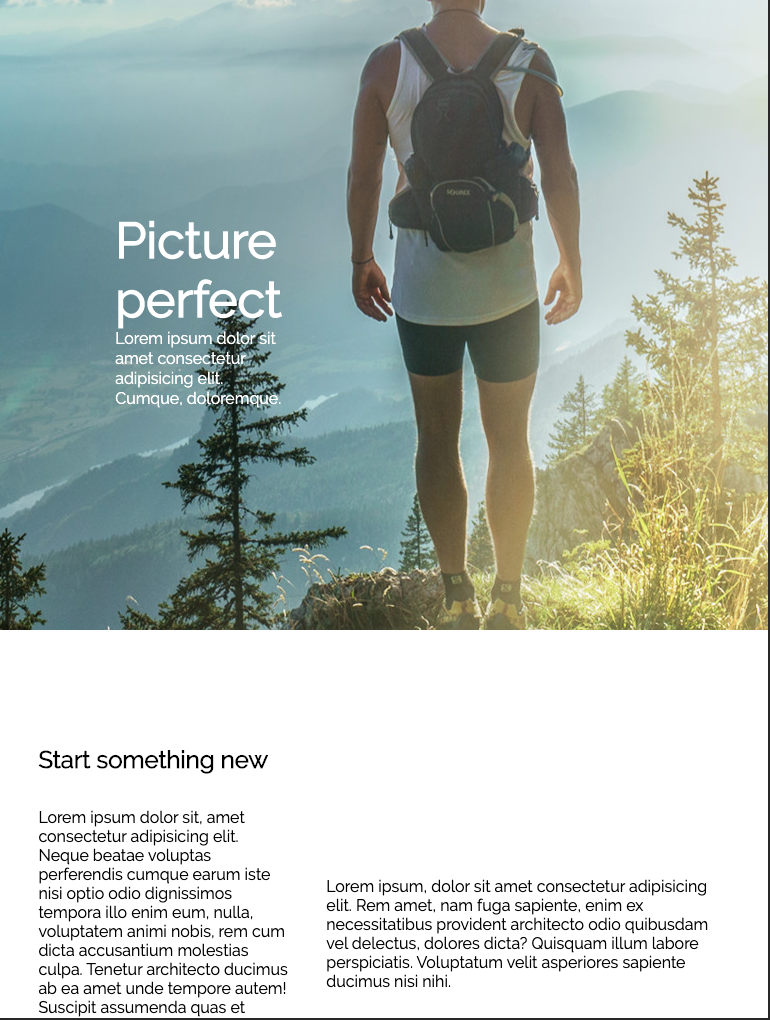 Picture
perfect
Lorem ipsum dolor sit
amet consectetur
adipisicing elit.
Cumque, doloremque.
Start something new
Lorem ipsum dolor sit, amet
consectetur adipisicing elit.
Neque beatae voluptas
perferendis cumque earum iste
nisi optio odio dignissimos
tempora illo enim eum, nulla,
voluptatem animi nobis, rem cum
dicta accusantium molestias
culpa. Tenetur architecto ducimus
ab ea amet unde tempore autem!
Suscipit assumenda quas et
Lorem ipsum, dolor sit amet consectetur adipisicing
elit. Rem amet, nam fuga sapiente, enim ex
necessitatibus provident architecto odio quibusdam
vel delectus, dolores dicta? Quisquam illum labore
perspiciatis. Voluptatum velit asperiores sapiente
ducimus nisi nihi.